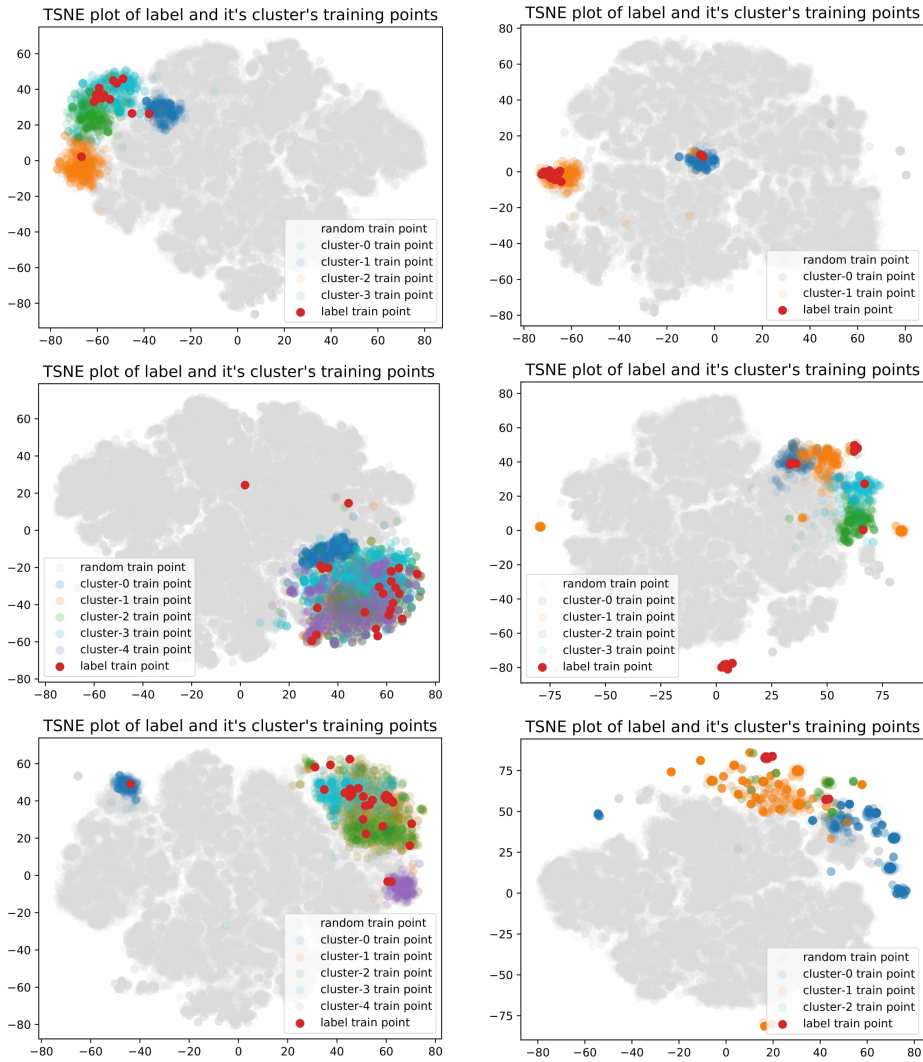 TSNE plot of label and it's cluster's training points
60
40
20
0
−20
−40
−60
−80
random train point
cluster-0 train point
cluster-1 train point
cluster-2 train point
cluster-3 train point
label train point
−80 −60 −40 −20 0 20 40 60 80
TSNE plot of label and it's cluster's training points
80
60
40
20
0
−20
−40
−60
−80
random train point
cluster-0 train point
cluster-1 train point
label train point
−80 −60 −40 −20 0 20 40 60 80
TSNE plot of label and it's cluster's training points
60
40
20
0
−20
−40
−60
−80
random train point
cluster-0 train point
cluster-1 train point
cluster-2 train point
cluster-3 train point
cluster-4 train point
label train point
−80 −60 −40 −20 0 20 40 60 80
TSNE plot of label and it's cluster's training points
80
60
40
20
0
−20
−40
−60
−80
random train point
cluster-0 train point
cluster-1 train point
cluster-2 train point
cluster-3 train point
label train point
−75 −50 −25 0 25 50 75
TSNE plot of label and it's cluster's training points
60
40
20
0
−20
−40
−60
−80
random train point
cluster-0 train point
cluster-1 train point
cluster-2 train point
cluster-3 train point
cluster-4 train point
label train point
−80 −60 −40 −20 0 20 40 60 80
TSNE plot of label and it's cluster's training points
75
50
25
0
−25
−50
−75
random train point
cluster-0 train point
cluster-1 train point
cluster-2 train point
label train point
−80 −60 −40 −20 0 20 40 60 80